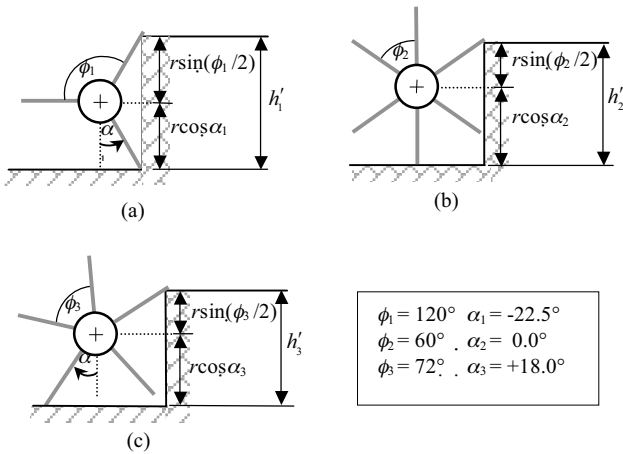 ϕ₁
α
r sin(ϕ₁/2)
r cos α₁
h′₁
(a)
ϕ₂
r sin(ϕ₂/2)
r cos α₂
h′₂
(b)
ϕ₃
α
r sin(ϕ₃/2)
r cos α₃
h′₃
(c)
ϕ₁ = 120° α₁ = -22.5°
ϕ₂ = 60° . α₂ = 0.0°
ϕ₃ = 72° . . α₃ = +18.0°